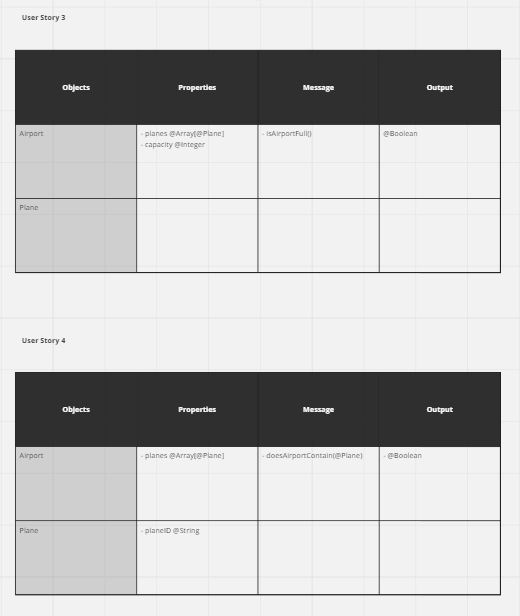 User Story 3
Objects Properties Message Output
Airport - planes @Array[@Plane] - isAirportFull() @Boolean
- capacity @Integer
Plane
User Story 4
Objects Properties Message Output
Airport - planes @Array[@Plane] - doesAirportContain(@Plane) - @Boolean
Plane - planeID @String